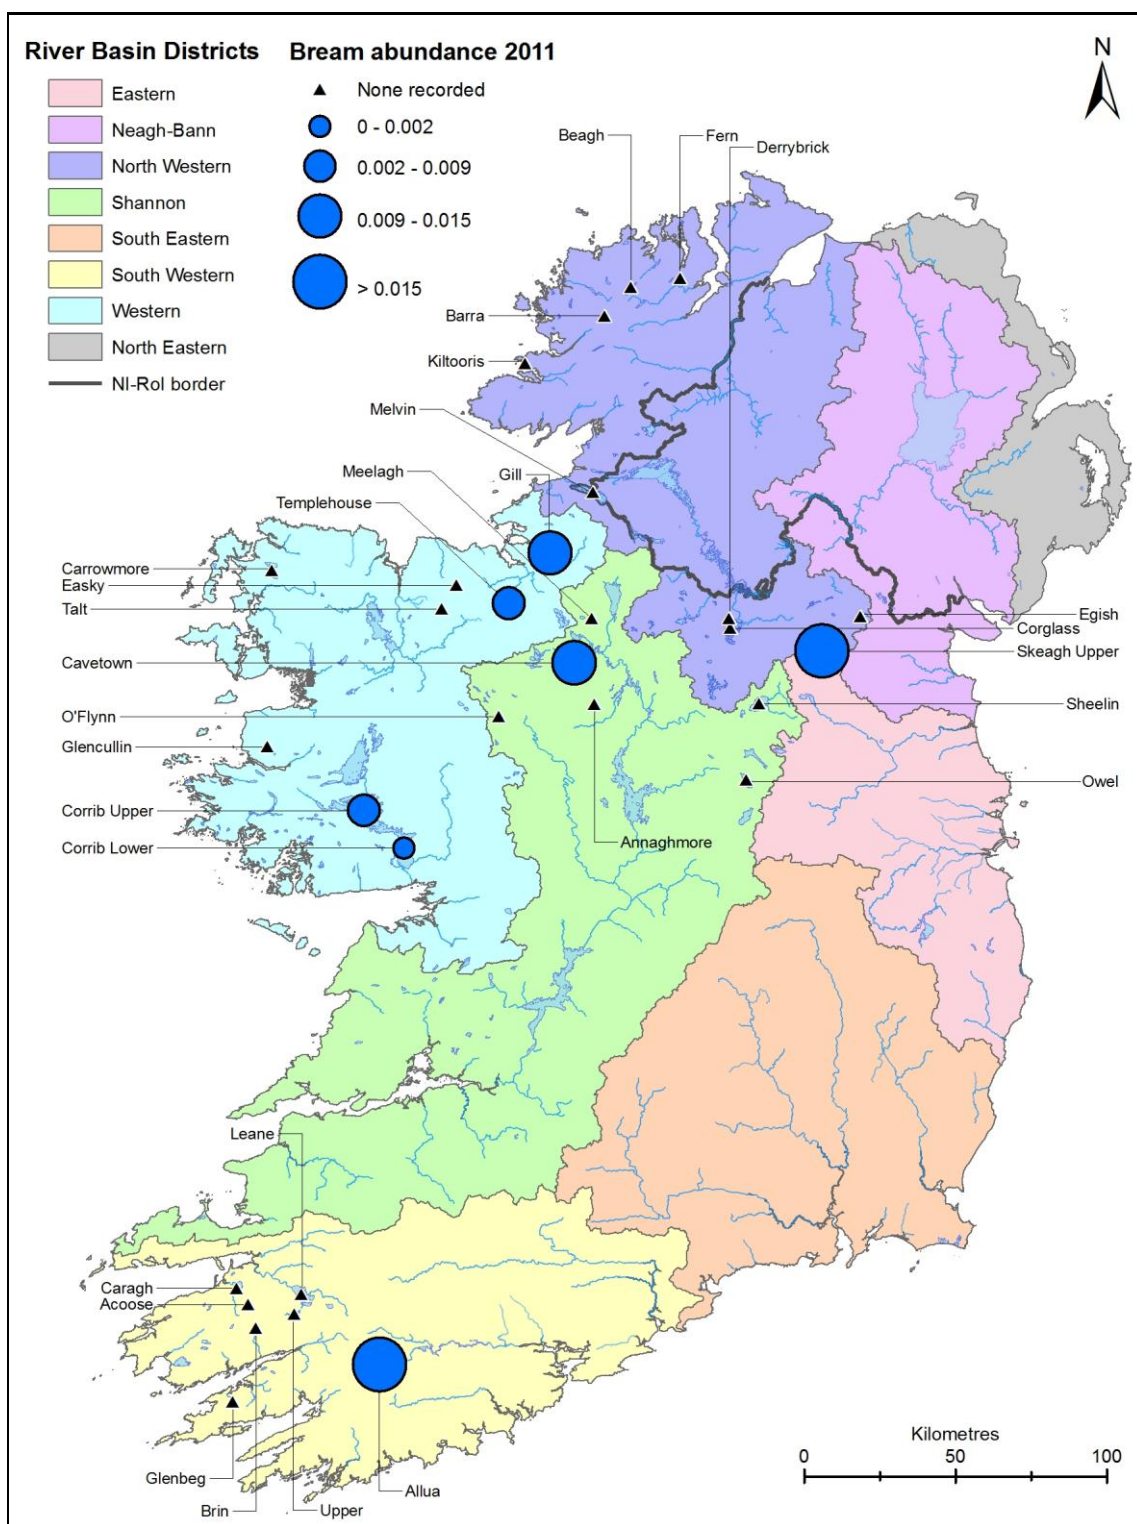 River Basin Districts
Eastern
Neagh-Bann
North Western
Shannon
South Eastern
South Western
Western
North Eastern
NI-RoI border
Bream abundance 2011
None recorded
0 - 0.002
0.002 - 0.009
0.009 - 0.015
> 0.015
N
Beagh
Fern
Derrybrick
Barra
Kiltooris
Melvin
Meelagh
Gill
Templehouse
Carrowmore
Easky
Talt
Cavetown
O'Flynn
Glencullin
Corrib Upper
Corrib Lower
Egish
Corglass
Skeagh Upper
Sheelin
Owel
Annaghmore
Leane
Caragh
Acoose
Glenbeg
Brin
Upper
Allua
Kilometres
0 50 100